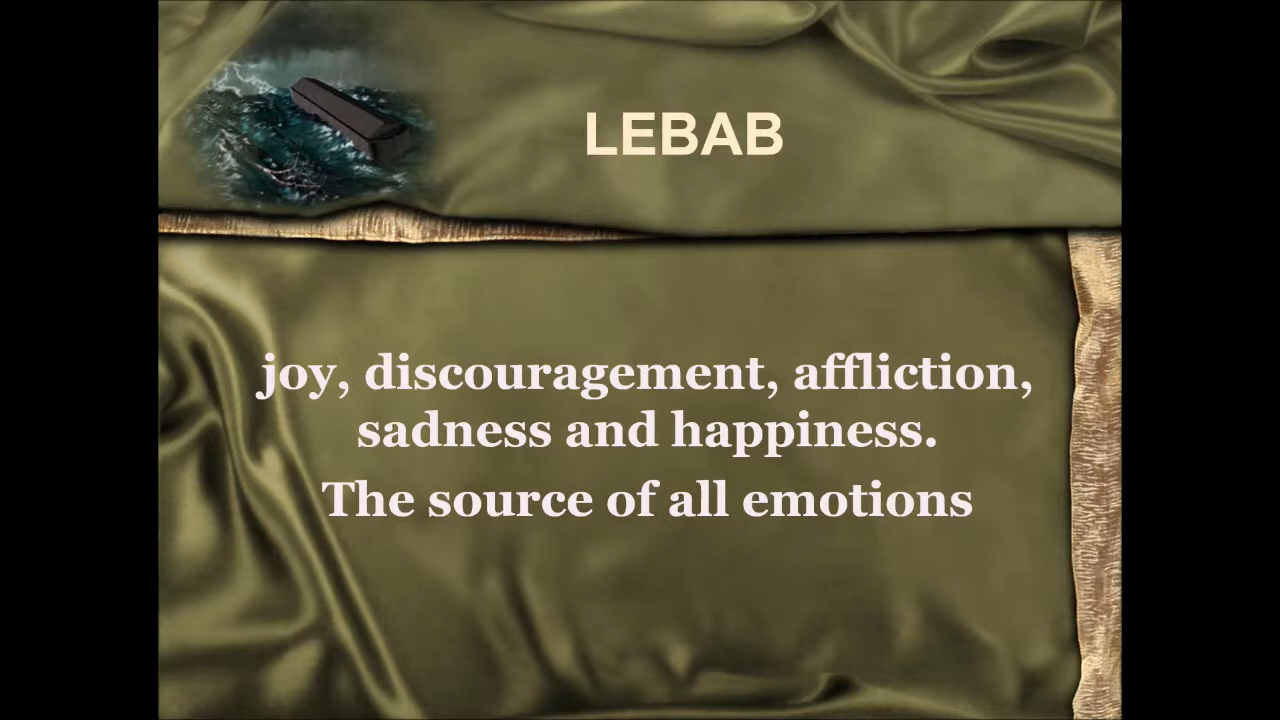 LEBAB
joy, discouragement, affliction,
sadness and happiness.
The source of all emotions